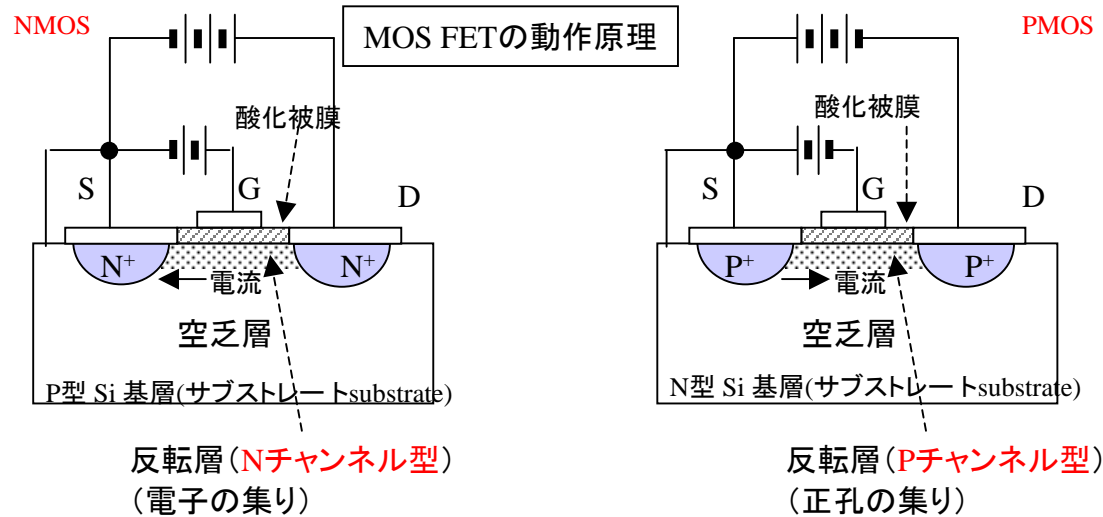 NMOS
MOS FETの動作原理
PMOS
酸化被膜
S
G
D
N+
N+
電流
空乏層
P型 Si 基層(サブストレートsubstrate)
反転層(Nチャンネル型)
(電子の集り)
酸化被膜
S
G
D
P+
P+
電流
空乏層
N型 Si 基層(サブストレートsubstrate)
反転層(Pチャンネル型)
(正孔の集り)